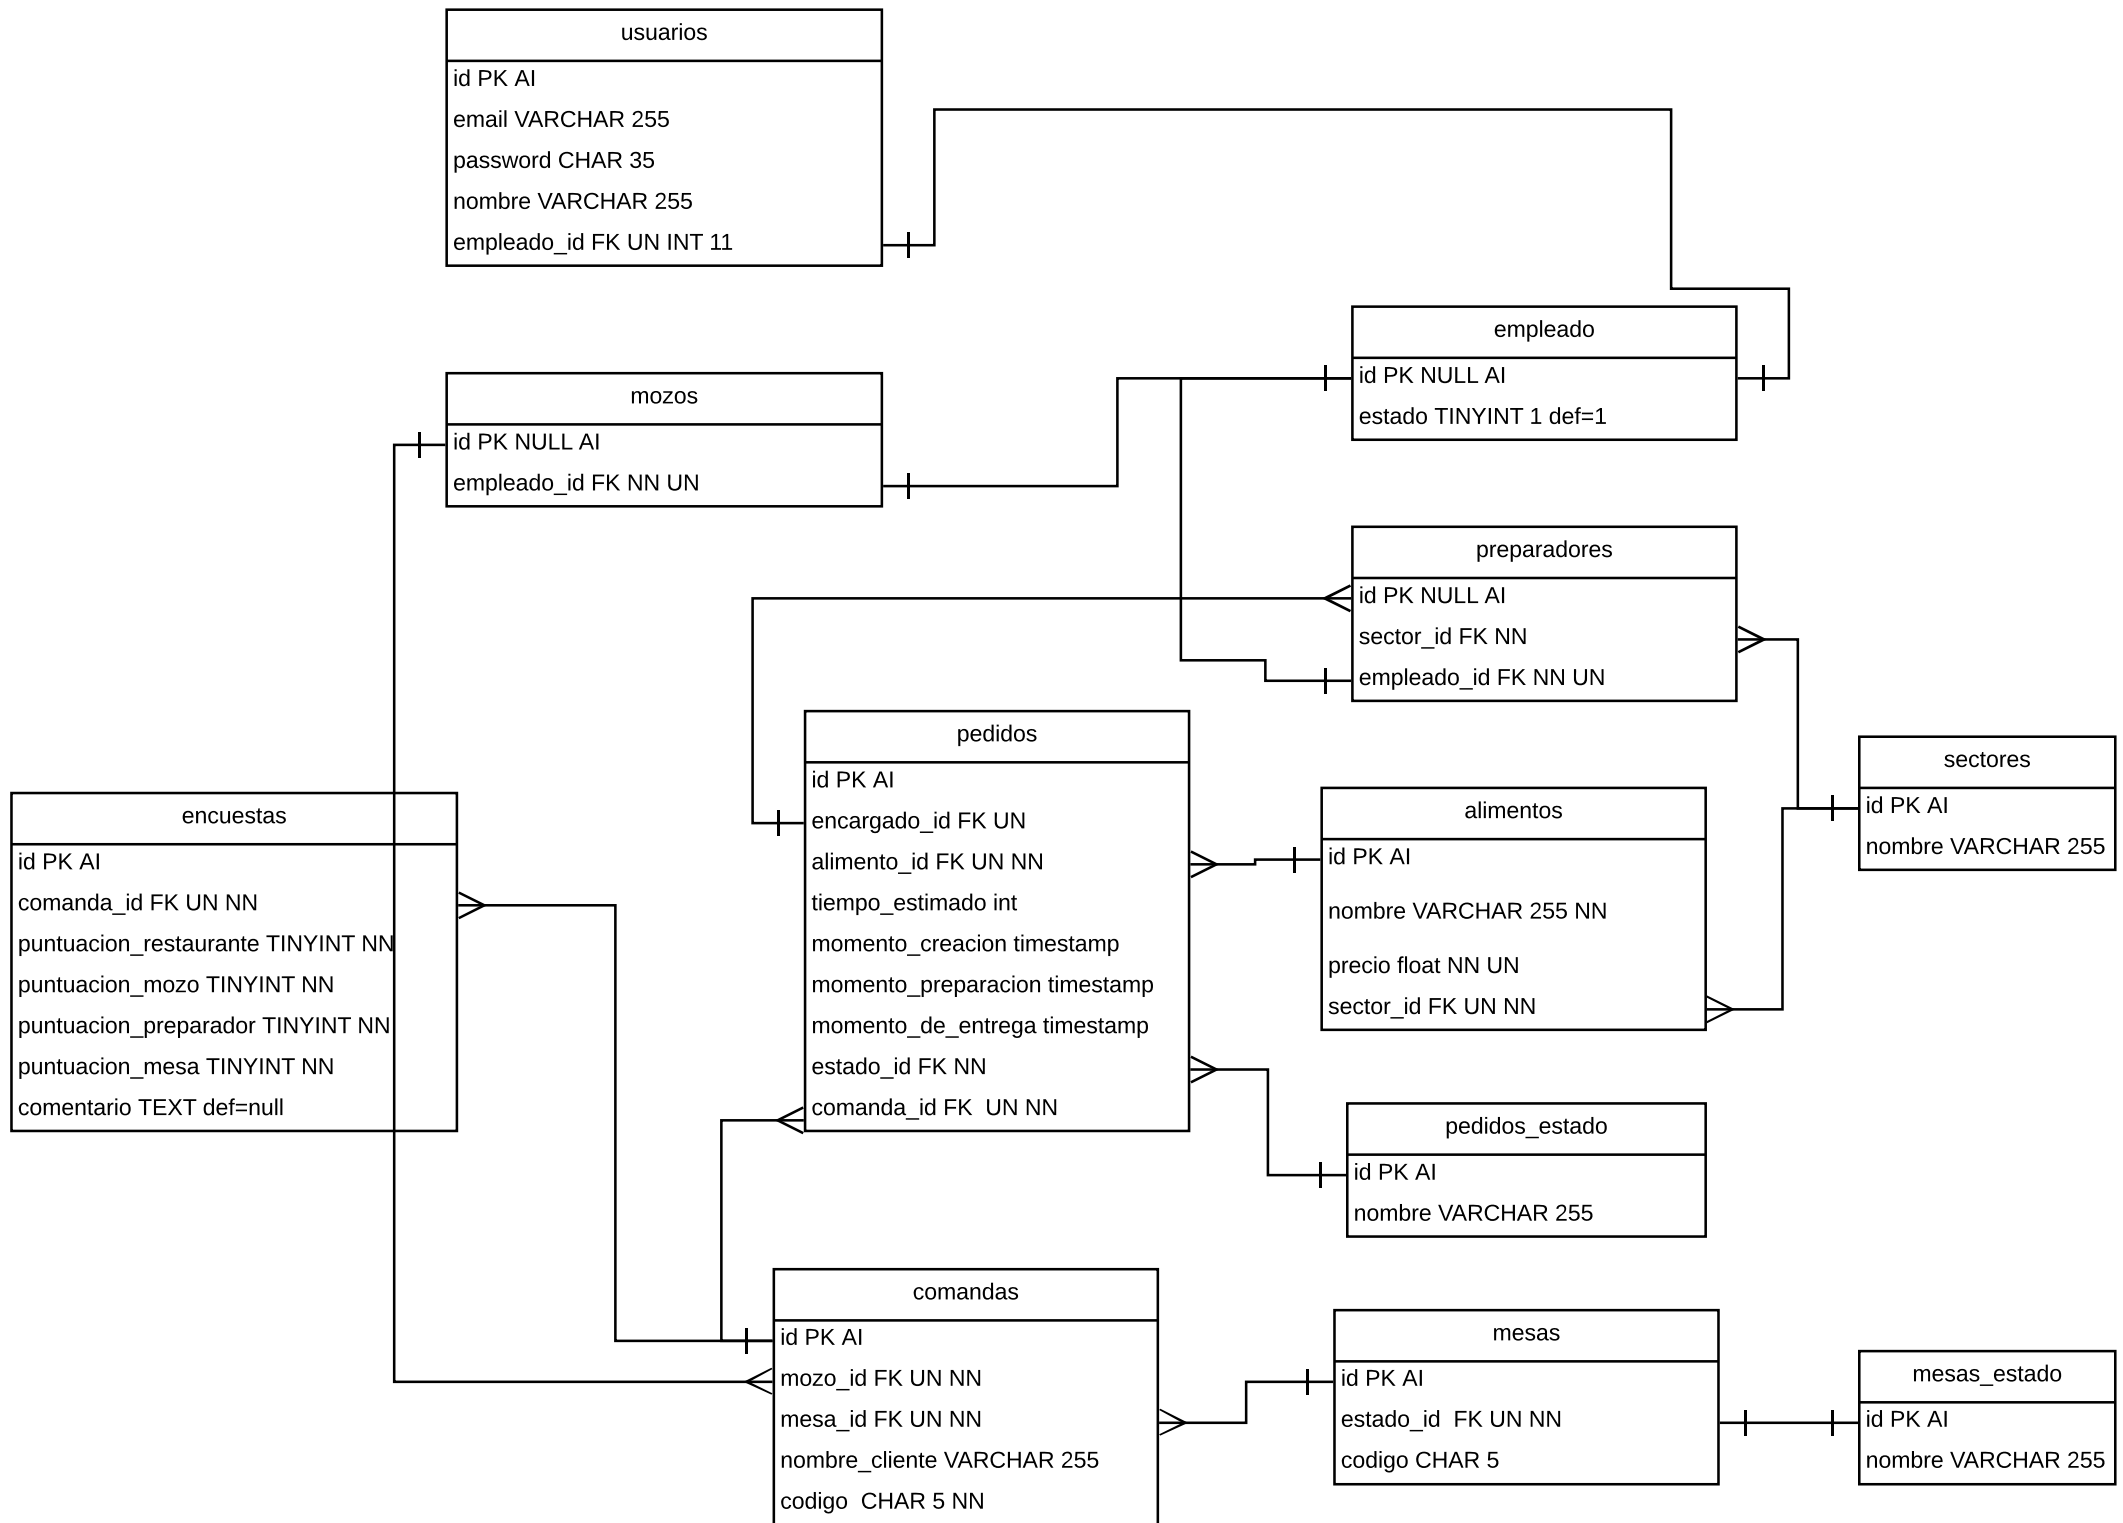 usuarios
id PK AI
email VARCHAR 255
password CHAR 35
nombre VARCHAR 255
empleado_id FK UN INT 11
empleado
id PK NULL AI
estado TINYINT 1 def=1
mozos
id PK NULL AI
empleado_id FK NN UN
preparadores
id PK NULL AI
sector_id FK NN
empleado_id FK NN UN
pedidos
id PK AI
encargado_id FK UN
alimento_id FK UN NN
tiempo_estimado int
momento_creacion timestamp
momento_preparacion timestamp
momento_de_entrega timestamp
estado_id FK NN
comanda_id FK  UN NN
sectores
id PK AI
nombre VARCHAR 255
alimentos
id PK AI
nombre VARCHAR 255 NN
precio float NN UN
sector_id FK UN NN
encuestas
id PK AI
comanda_id FK UN NN
puntuacion_restaurante TINYINT NN
puntuacion_mozo TINYINT NN
puntuacion_preparador TINYINT NN
puntuacion_mesa TINYINT NN
comentario TEXT def=null
pedidos_estado
id PK AI
nombre VARCHAR 255
comandas
id PK AI
mozo_id FK UN NN
mesa_id FK UN NN
nombre_cliente VARCHAR 255
codigo  CHAR 5 NN
mesas
id PK AI
estado_id  FK UN NN
codigo CHAR 5
mesas_estado
id PK AI
nombre VARCHAR 255